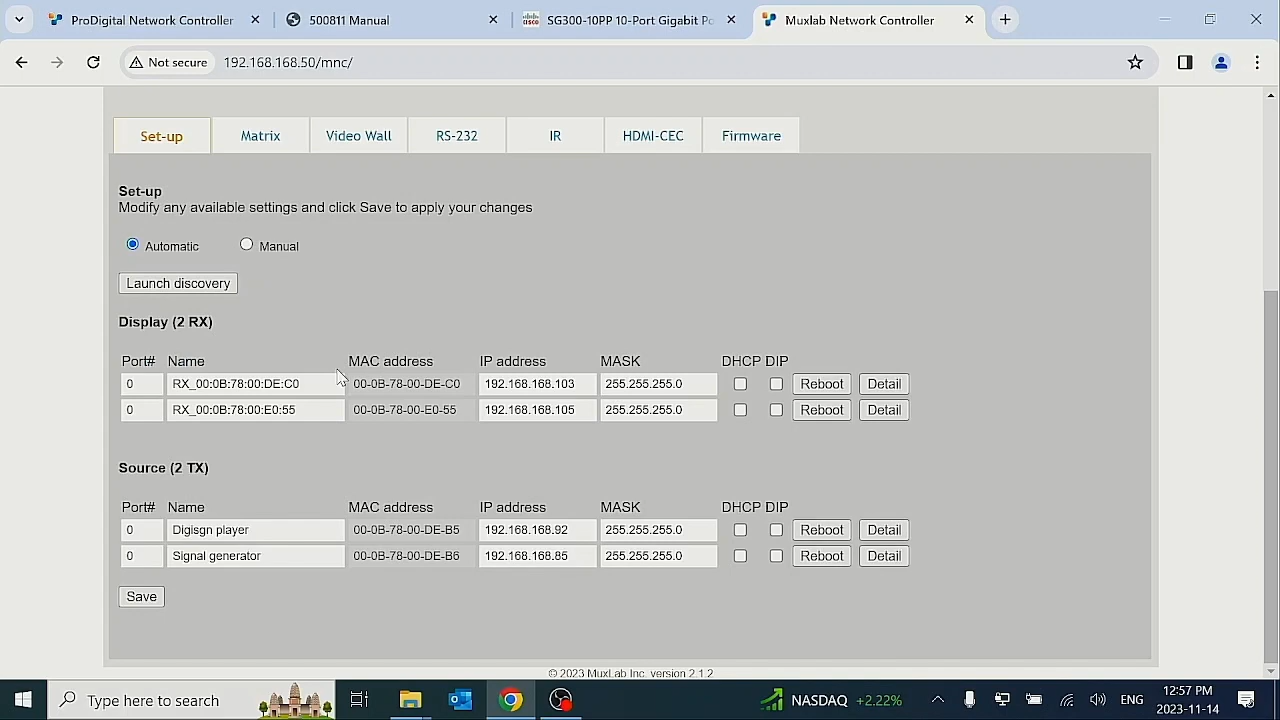 ProDigital Network Controller
500811 Manual
SG300-10PP 10-Port Gigabit Po
Muxlab Network Controller
Not secure
192.168.168.50/mnc/
Set-up
Matrix
Video Wall
RS-232
IR
HDMI-CEC
Firmware
Set-up
Modify any available settings and click Save to apply your changes
Automatic Manual
Launch discovery
Display (2 RX)
Port# Name MAC address IP address MASK DHCP DIP
0 RX_00:0B:78:00:DE:C0 00-0B-78-00-DE-C0 192.168.168.103 255.255.255.0 Reboot Detail
0 RX_00:0B:78:00:E0:55 00-0B-78-00-E0-55 192.168.168.105 255.255.255.0 Reboot Detail
Source (2 TX)
Port# Name MAC address IP address MASK DHCP DIP
0 Digisgn player 00-0B-78-00-DE-B5 192.168.168.92 255.255.255.0 Reboot Detail
0 Signal generator 00-0B-78-00-DE-B6 192.168.168.85 255.255.255.0 Reboot Detail
Save
© 2023 MuxLab Inc. version 2.1.2
Type here to search
NASDAQ +2.22%
ENG
12:57 PM
2023-11-14